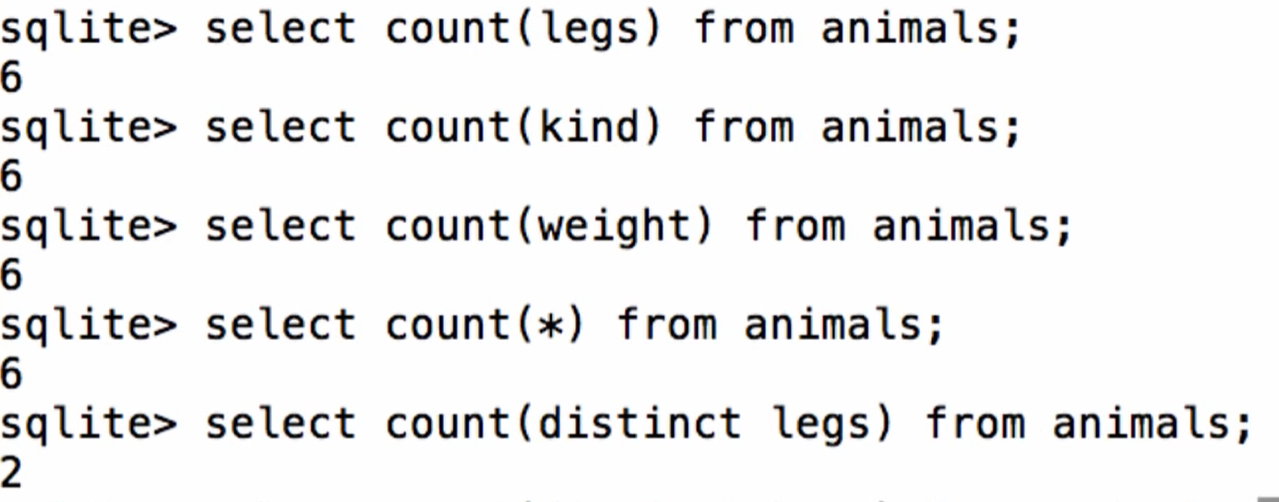 sqlite> select count(legs) from animals;
6
sqlite> select count(kind) from animals;
6
sqlite> select count(weight) from animals;
6
sqlite> select count(*) from animals;
6
sqlite> select count(distinct legs) from animals;
2